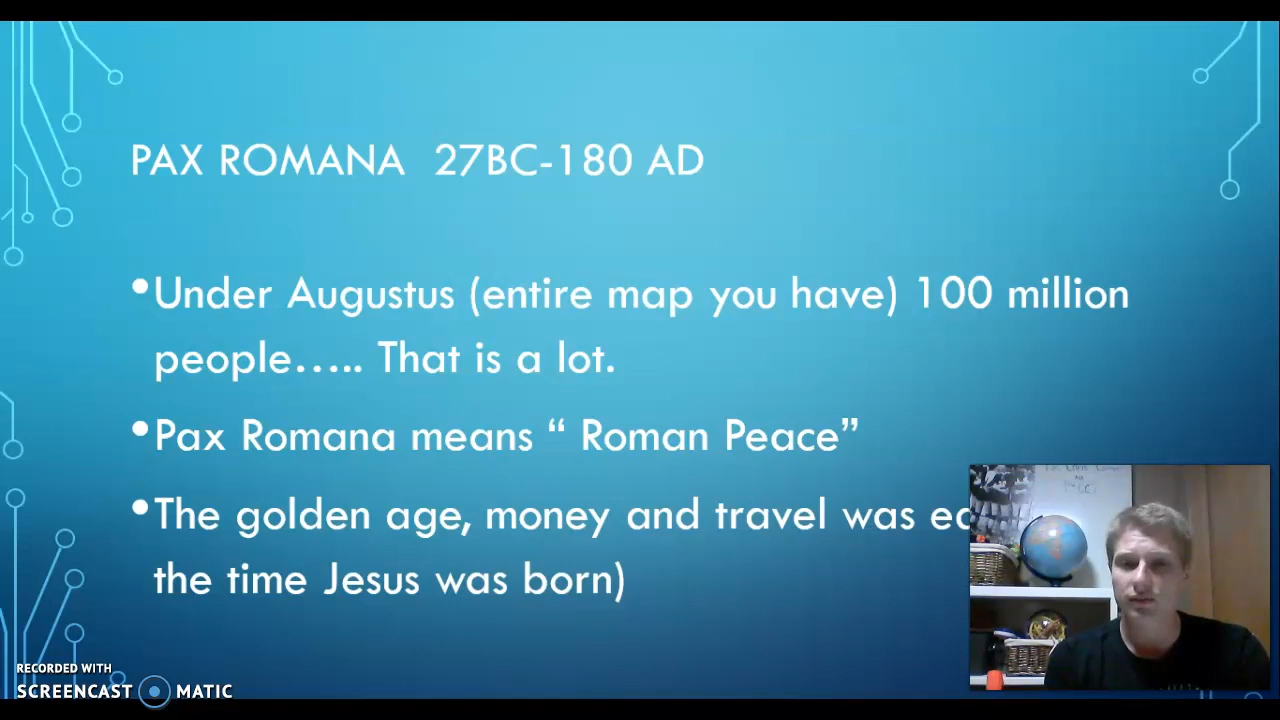 PAX ROMANA 27BC-180 AD
•Under Augustus (entire map you have) 100 million
people….. That is a lot.
•Pax Romana means “ Roman Peace”
•The golden age, money and travel was
the time Jesus was born)
RECORDED WITH
SCREENCAST MATIC